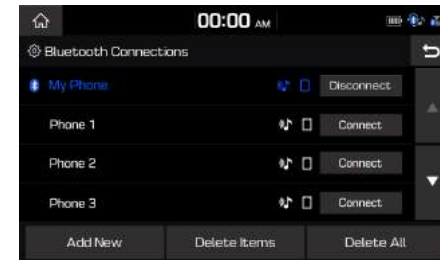 00:00 AM
Bluetooth Connections
My Phone Disconnect
Phone 1 Connect
Phone 2 Connect
Phone 3 Connect
Add New Delete Items Delete All